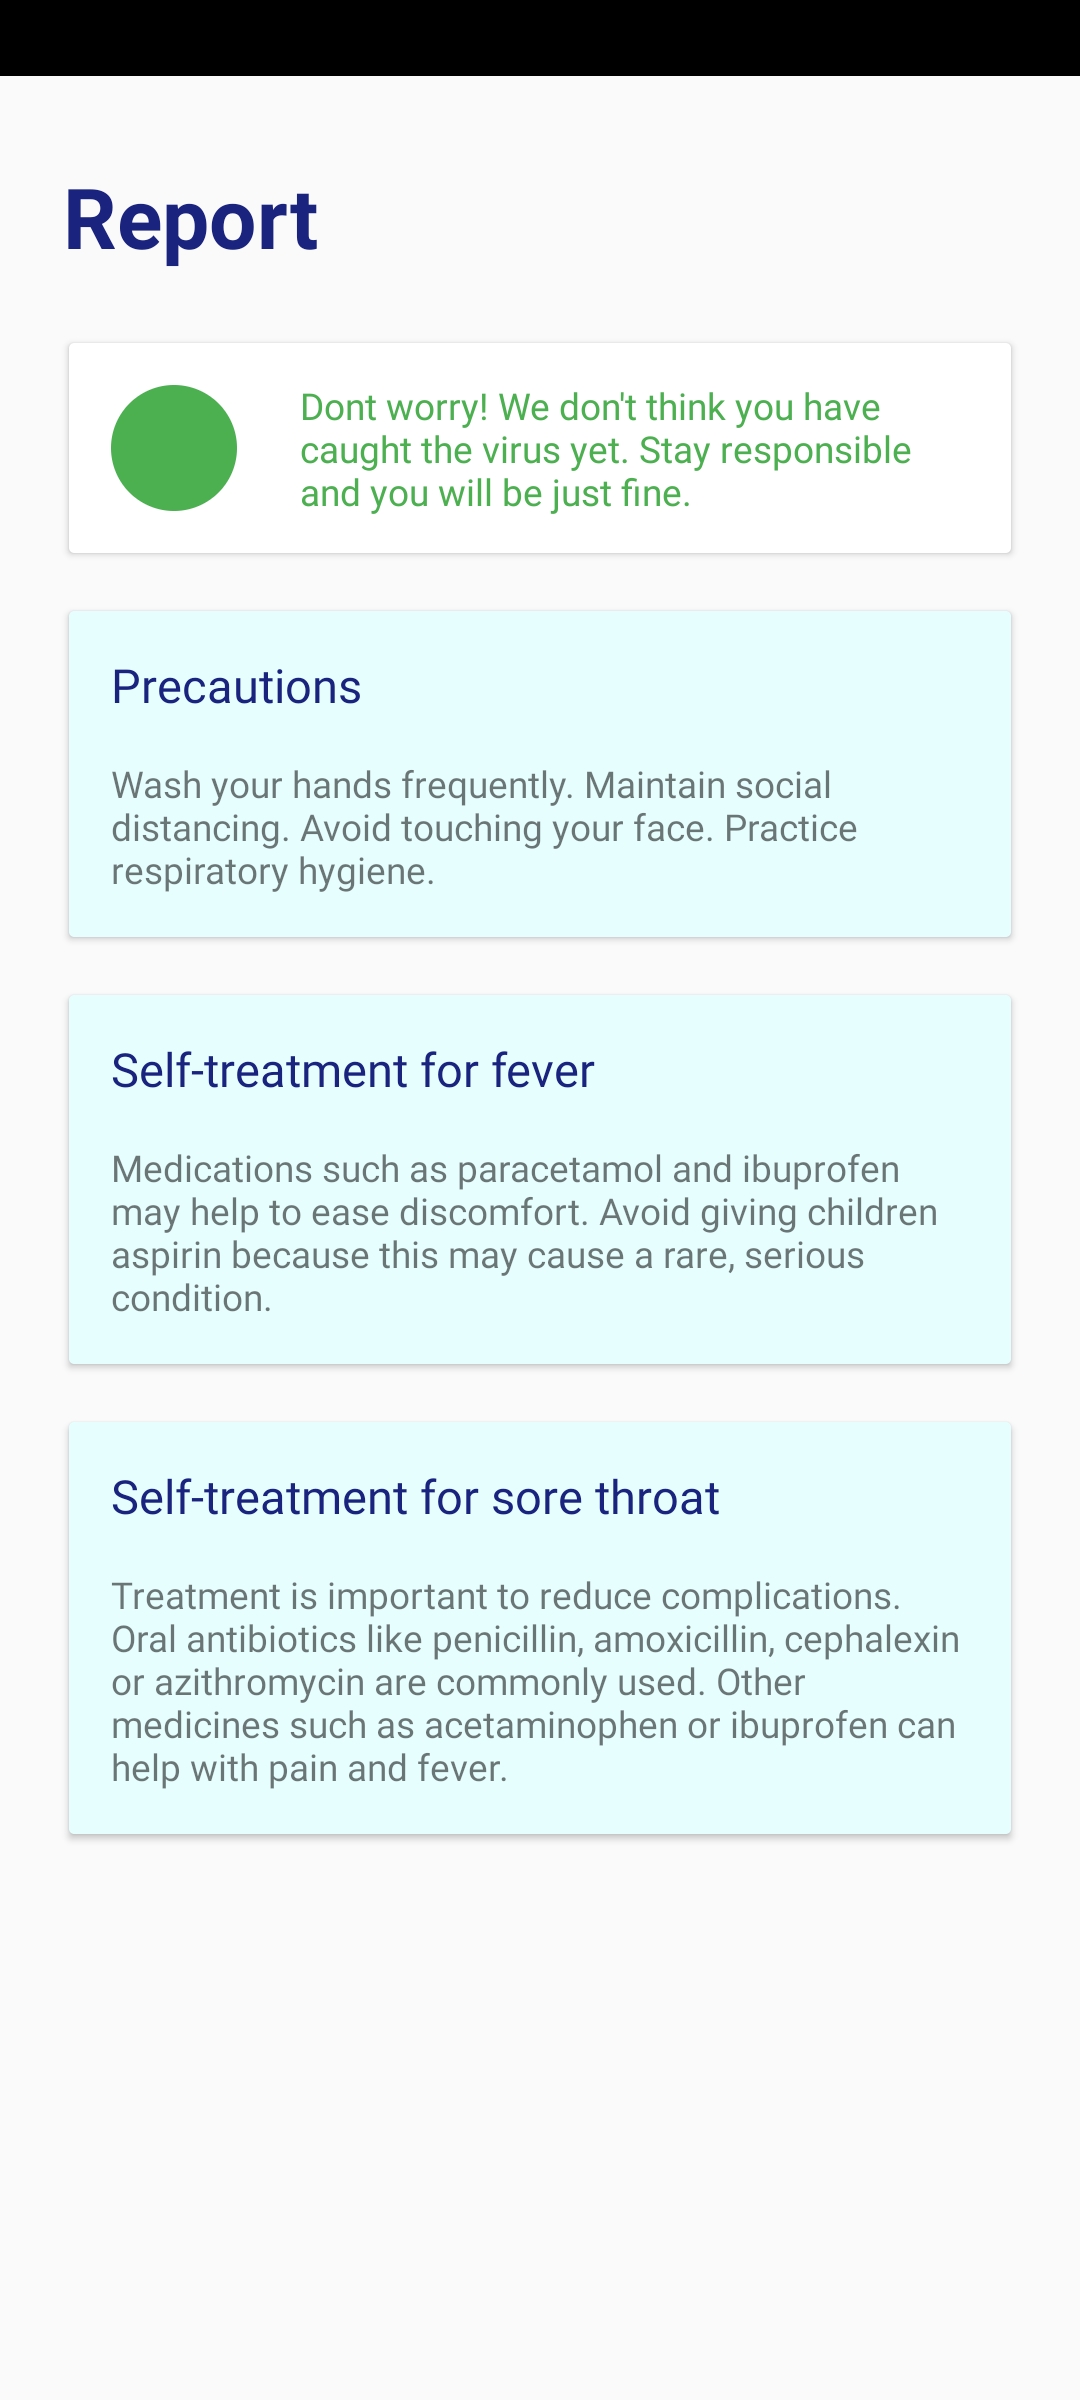 Report
Dont worry! We don't think you have
caught the virus yet. Stay responsible
and you will be just fine.
Precautions
Wash your hands frequently. Maintain social
distancing. Avoid touching your face. Practice
respiratory hygiene.
Self-treatment for fever
Medications such as paracetamol and ibuprofen
may help to ease discomfort. Avoid giving children
aspirin because this may cause a rare, serious
condition.
Self-treatment for sore throat
Treatment is important to reduce complications.
Oral antibiotics like penicillin, amoxicillin, cephalexin
or azithromycin are commonly used. Other
medicines such as acetaminophen or ibuprofen can
help with pain and fever.